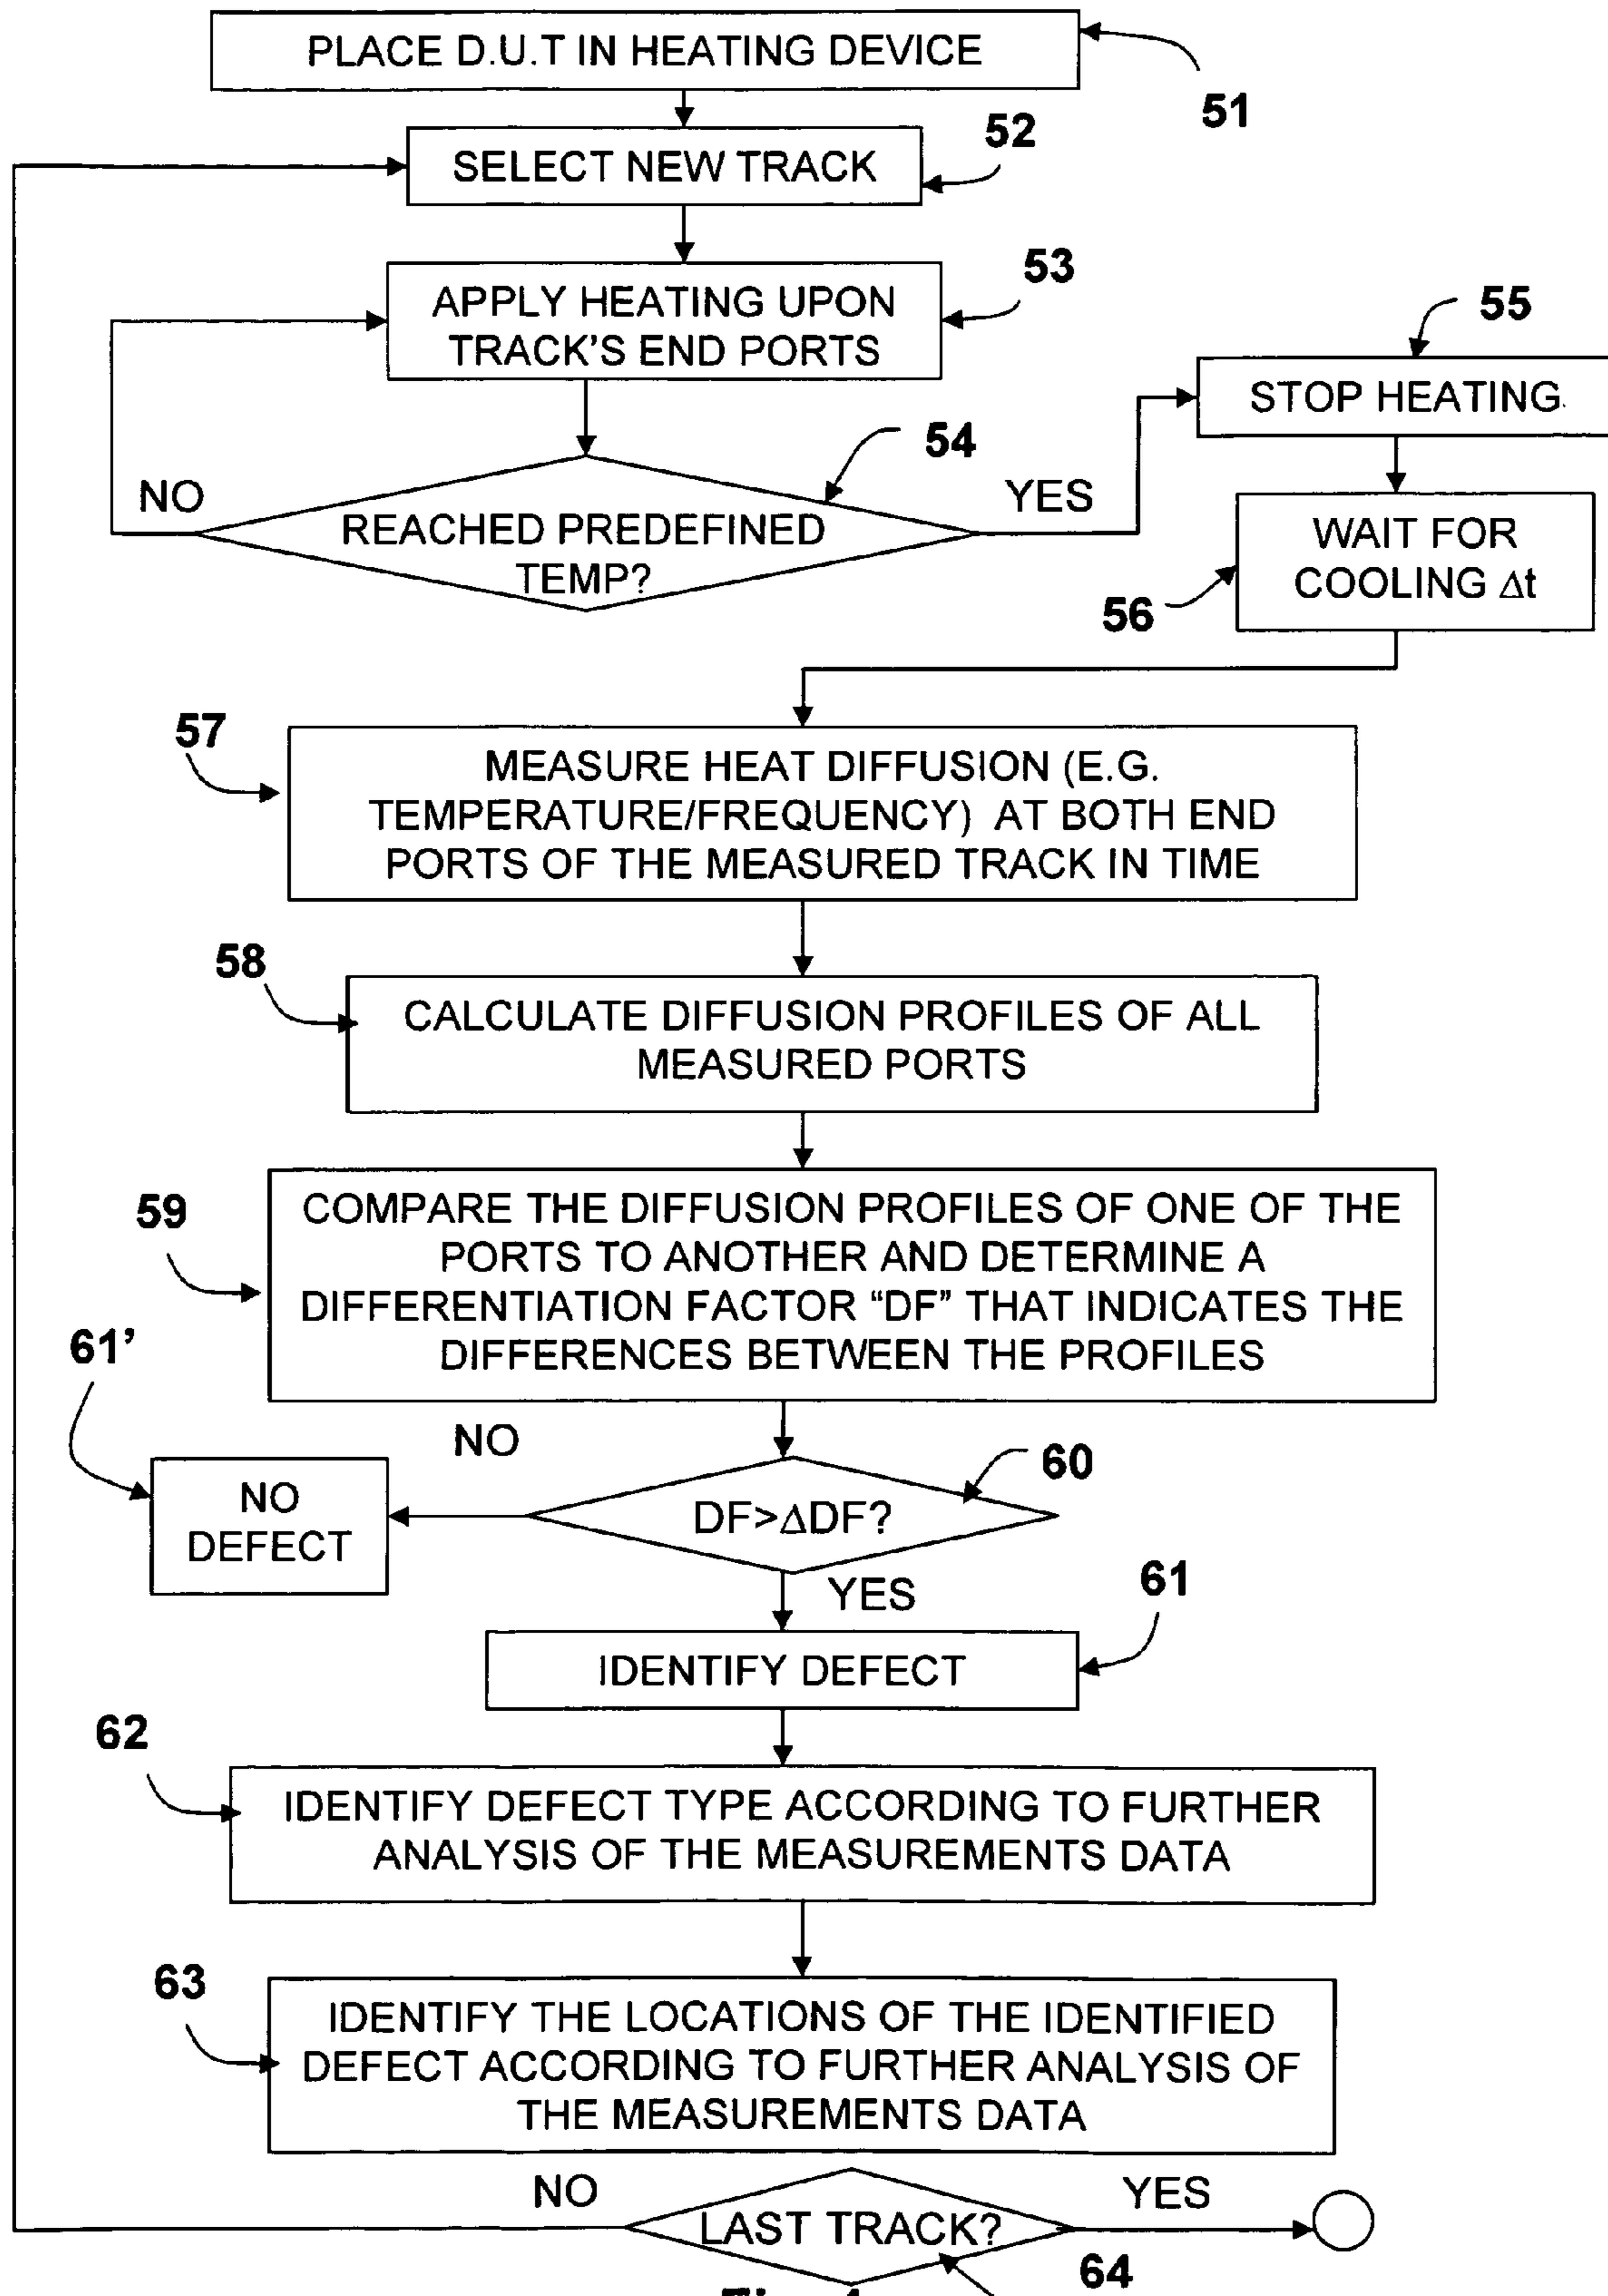 PLACE D.U.T IN HEATING DEVICE
51
52
SELECT NEW TRACK
53
APPLY HEATING UPON
TRACK'S END PORTS
55
STOP HEATING
54
NO
YES
REACHED PREDEFINED
TEMP?
WAIT FOR
COOLING Δt
56
57
MEASURE HEAT DIFFUSION (E.G.
TEMPERATURE/FREQUENCY) AT BOTH END
PORTS OF THE MEASURED TRACK IN TIME
58
CALCULATE DIFFUSION PROFILES OF ALL
MEASURED PORTS
59
COMPARE THE DIFFUSION PROFILES OF ONE OF THE
PORTS TO ANOTHER AND DETERMINE A
DIFFERENTIATION FACTOR “DF” THAT INDICATES THE
DIFFERENCES BETWEEN THE PROFILES
61’
NO
60
NO
DEFECT
DF>ΔDF?
YES
61
IDENTIFY DEFECT
62
IDENTIFY DEFECT TYPE ACCORDING TO FURTHER
ANALYSIS OF THE MEASUREMENTS DATA
63
IDENTIFY THE LOCATIONS OF THE IDENTIFIED
DEFECT ACCORDING TO FURTHER ANALYSIS OF
THE MEASUREMENTS DATA
NO
YES
LAST TRACK?
64